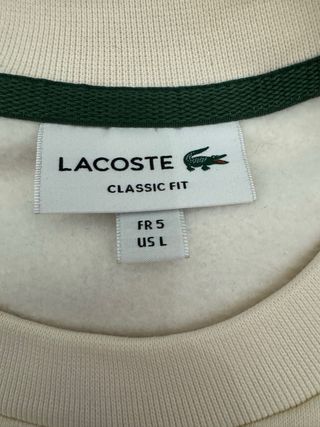 LACOSTE
CLASSIC FIT
FR 5
US L